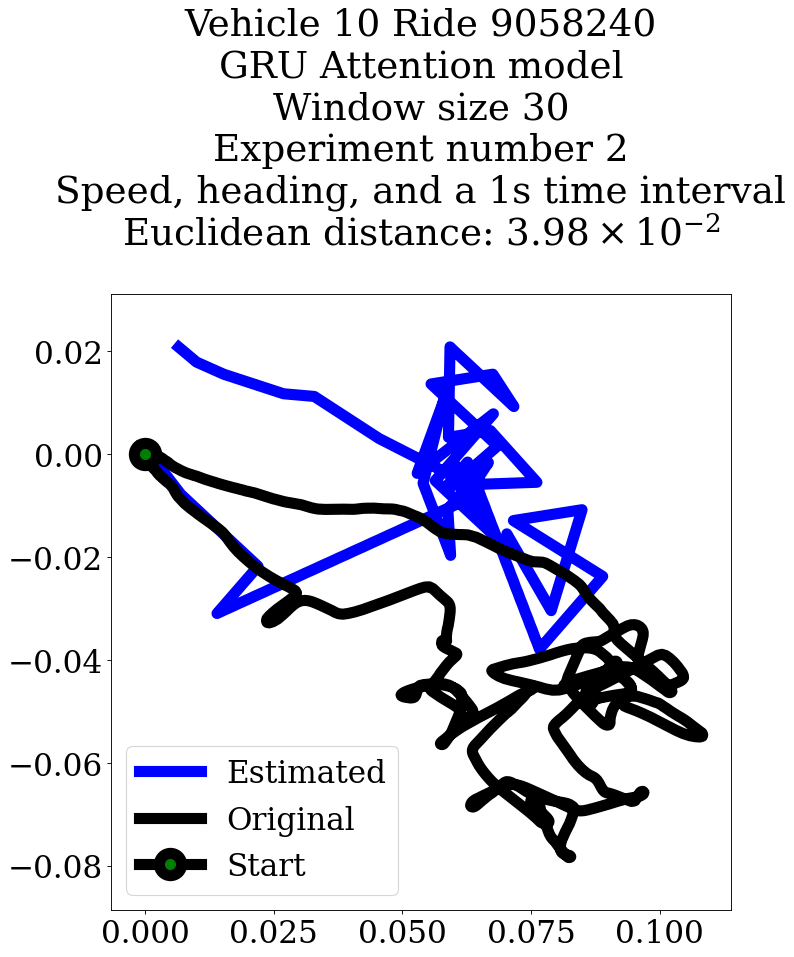 Vehicle 10 Ride 9058240
GRU Attention model
Window size 30
Experiment number 2
Speed, heading, and a 1s time interval
Euclidean distance: 3.98 × 10⁻²
0.02
0.00
−0.02
−0.04
−0.06
−0.08
Estimated
Original
Start
0.000 0.025 0.050 0.075 0.100